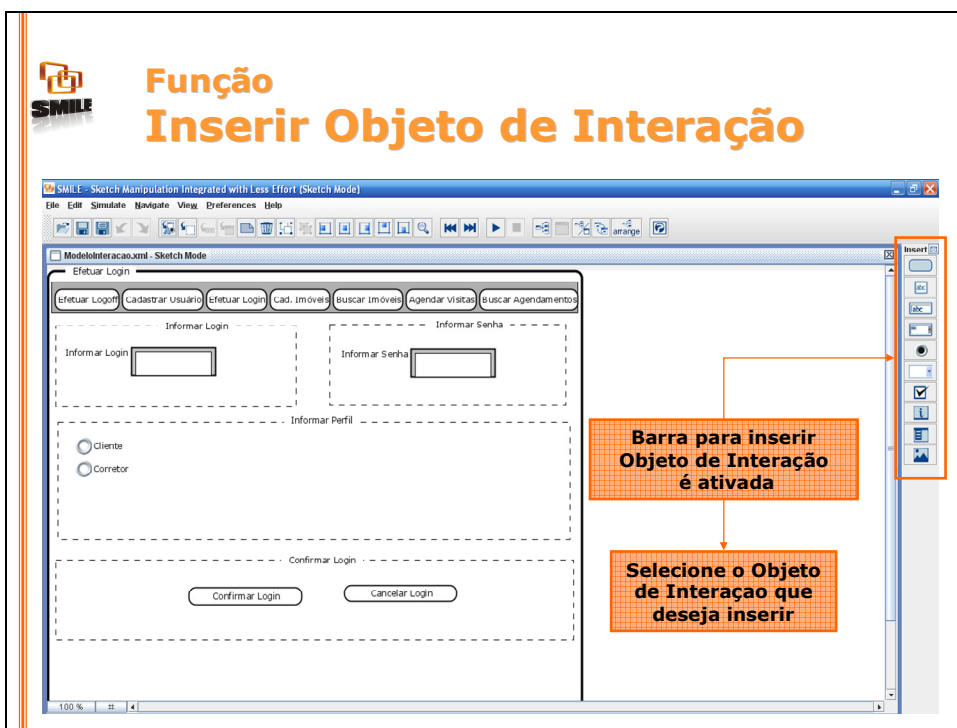 SMILE
Função
Inserir Objeto de Interação
SMILE - Sketch Manipulation Integrated with Less Effort (Sketch Mode)
File Edit Simulate Navigate View Preferences Help
arrange
ModeloInteracao.xml - Sketch Mode
Insert
Efetuar Login
Efetuar Logoff Cadastrar Usuário Efetuar Login Cad. Imóveis Buscar Imóveis Agendar Visitas Buscar Agendamentos
Informar Login
Informar Senha
Informar Login
Informar Senha
abc
abc
Informar Perfil
Cliente
Corretor
Barra para inserir
Objeto de Interação
é ativada
Confirmar Login
Confirmar Login
Cancelar Login
Selecione o Objeto
de Interaçao que
deseja inserir
100 %